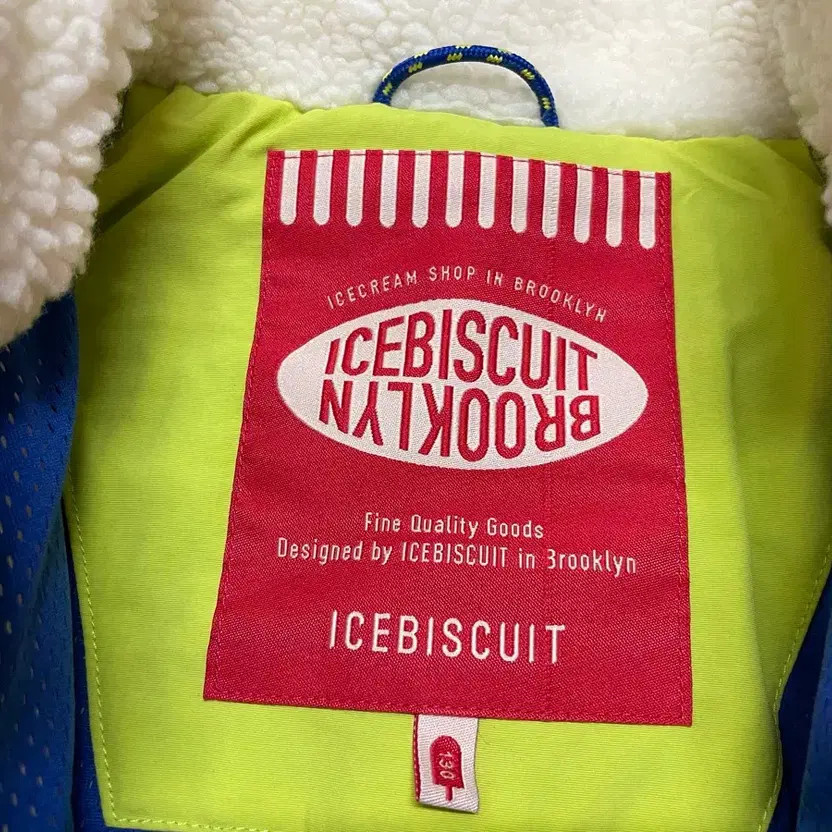 ICECREAM SHOP IN BROOKLYN
ICEBISCUIT
BROOKLYN
Fine Quality Goods
Designed by ICEBISCUIT in Brooklyn
ICEBISCUIT
130